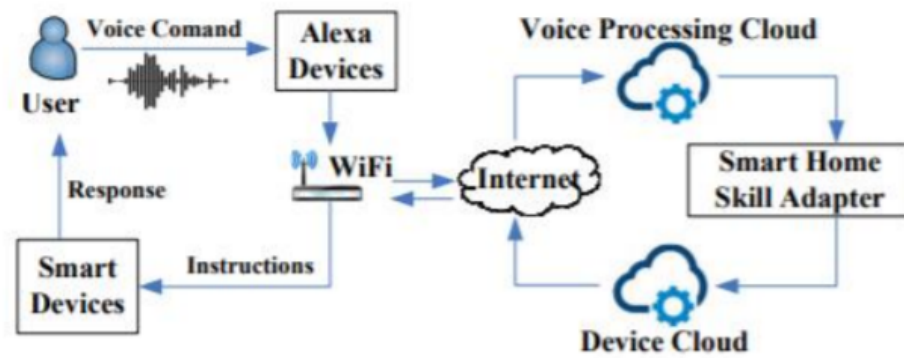 Voice Comand
User
Alexa
Devices
Voice Processing Cloud
WiFi
Internet
Smart Home
Skill Adapter
Response
Smart
Devices
Instructions
Device Cloud